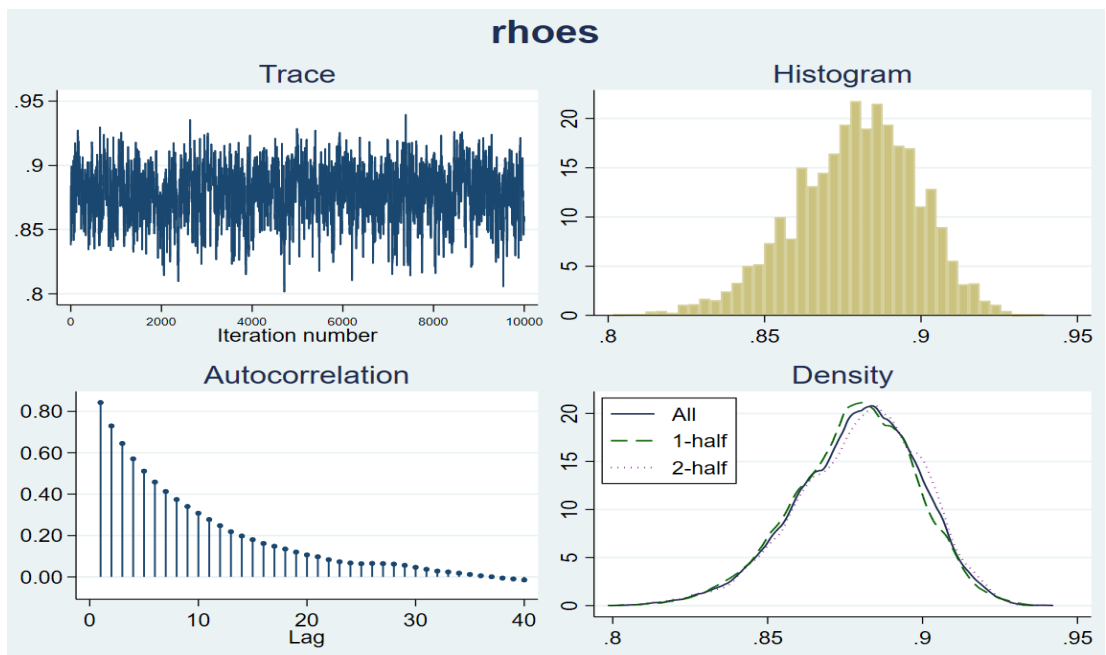 rhoes
Trace
.95
.9
.85
.8
0 2000 4000 6000 8000 10000
Iteration number
Histogram
20
15
10
5
0
.8 .85 .9 .95
Autocorrelation
0.80
0.60
0.40
0.20
0.00
0 10 20 30 40
Lag
Density
20
15
10
5
0
All
1-half
2-half
.8 .85 .9 .95